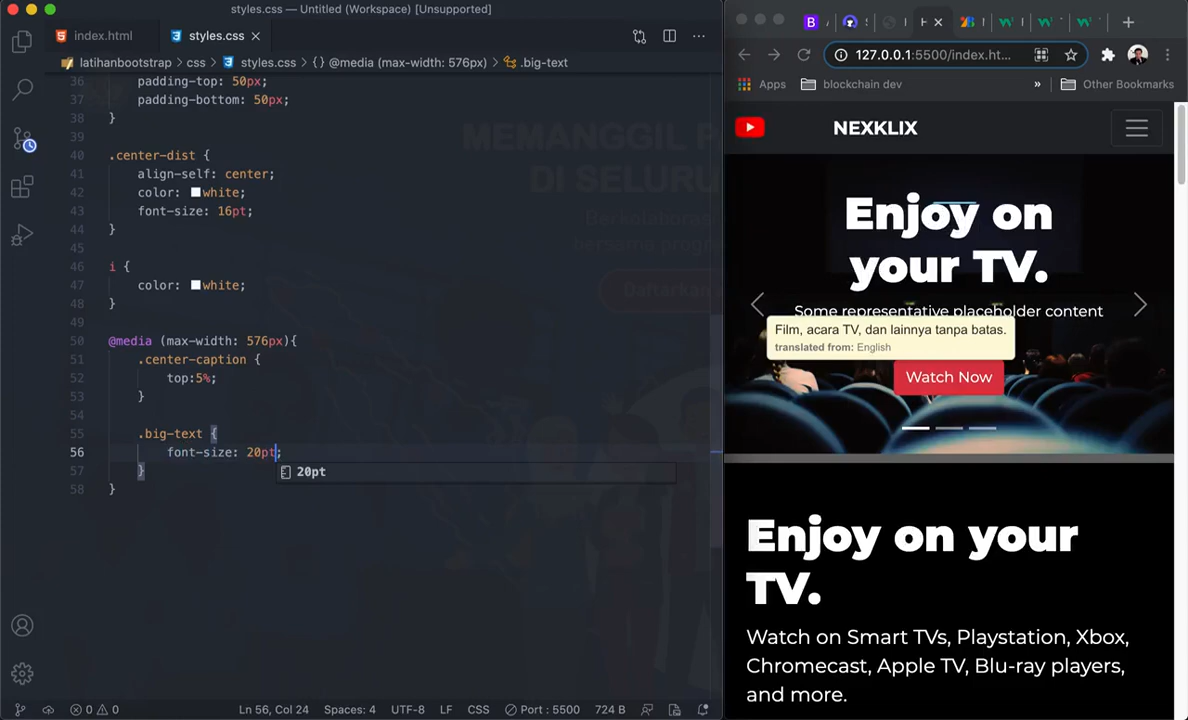 styles.css — Untitled (Workspace) [Unsupported]
index.html
styles.css
latihanbootstrap > css > styles.css > {} @media (max-width: 576px) > .big-text
36 padding-top: 50px;
37 padding-bottom: 50px;
38 }
39
40 .center-dist {
41 align-self: center;
42 color: white;
43 font-size: 16pt;
44 }
45
46 i {
47 color: white;
48 }
49
50 @media (max-width: 576px){
51 .center-caption {
52 top:5%;
53 }
54
55 .big-text {
56 font-size: 20pt;
20pt
57 }
58 }
MEMANGGIL
DI SELURU
Berkolaboras
bersama progr
Daftarkan
0 0
Ln 56, Col 24
Spaces: 4
UTF-8
LF
CSS
Port : 5500
724 B
127.0.0.1:5500/index.ht...
Apps
blockchain dev
»
Other Bookmarks
NEXKLIX
Enjoy on
your TV.
Some representative placeholder content
Film, acara TV, dan lainnya tanpa batas.
translated from: English
Watch Now
Enjoy on your
TV.
Watch on Smart TVs, Playstation, Xbox,
Chromecast, Apple TV, Blu-ray players,
and more.